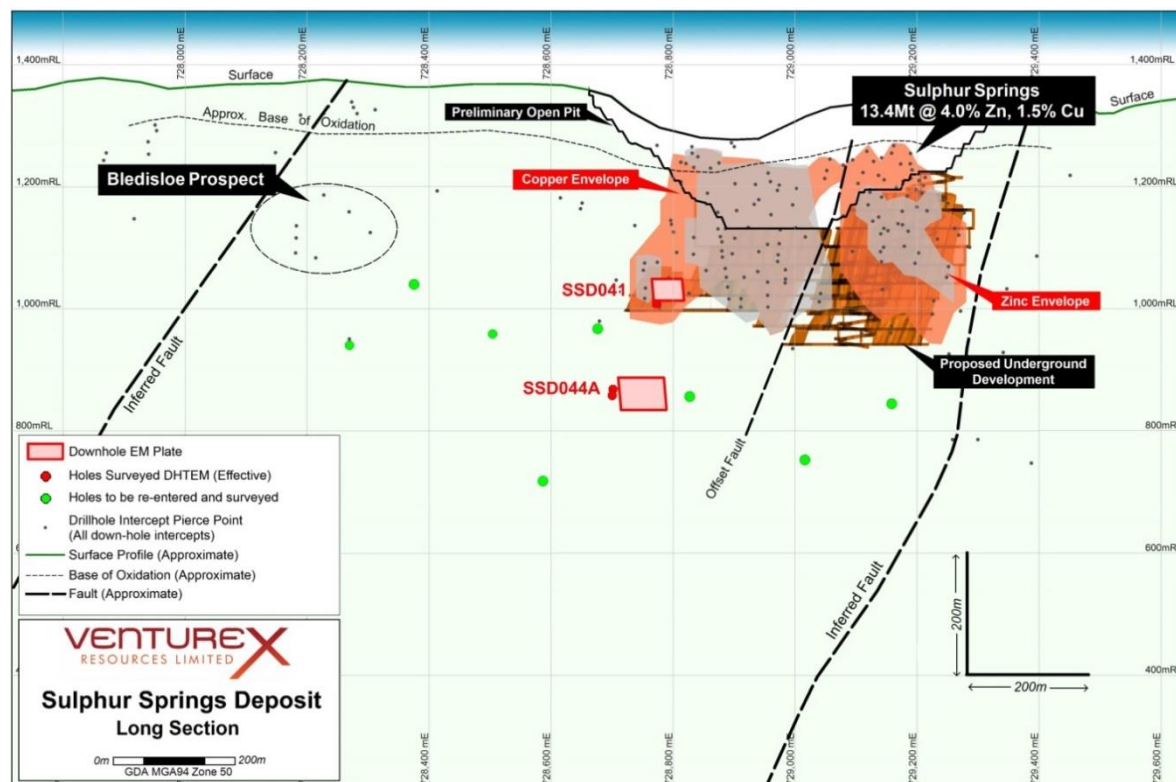 728,000 mE
728,200 mE
728,400 mE
728,600 mE
728,800 mE
729,000 mE
729,200 mE
729,400 mE
1,400mRL
1,400mRL
Surface
Surface
Approx. Base of Oxidation
Preliminary Open Pit
Sulphur Springs
13.4Mt @ 4.0% Zn, 1.5% Cu
Bledisloe Prospect
Copper Envelope
1,200mRL
1,200mRL
SSD041
Zinc Envelope
1,000mRL
1,000mRL
Inferred Fault
Proposed Underground
Development
SSD044A
Offset Fault
800mRL
800mRL
Downhole EM Plate
Holes Surveyed DHTEM (Effective)
Holes to be re-entered and surveyed
Drillhole Intercept Pierce Point
(All down-hole intercepts)
Surface Profile (Approximate)
Base of Oxidation (Approximate)
Fault (Approximate)
600mRL
Inferred Fault
200m
200m
400mRL
VENTUREX
RESOURCES LIMITED
Sulphur Springs Deposit
Long Section
0m
200m
GDA MGA94 Zone 50
728,400 mE
728,600 mE
728,800 mE
729,000 mE
729,200 mE
729,400 mE
729,600 mE